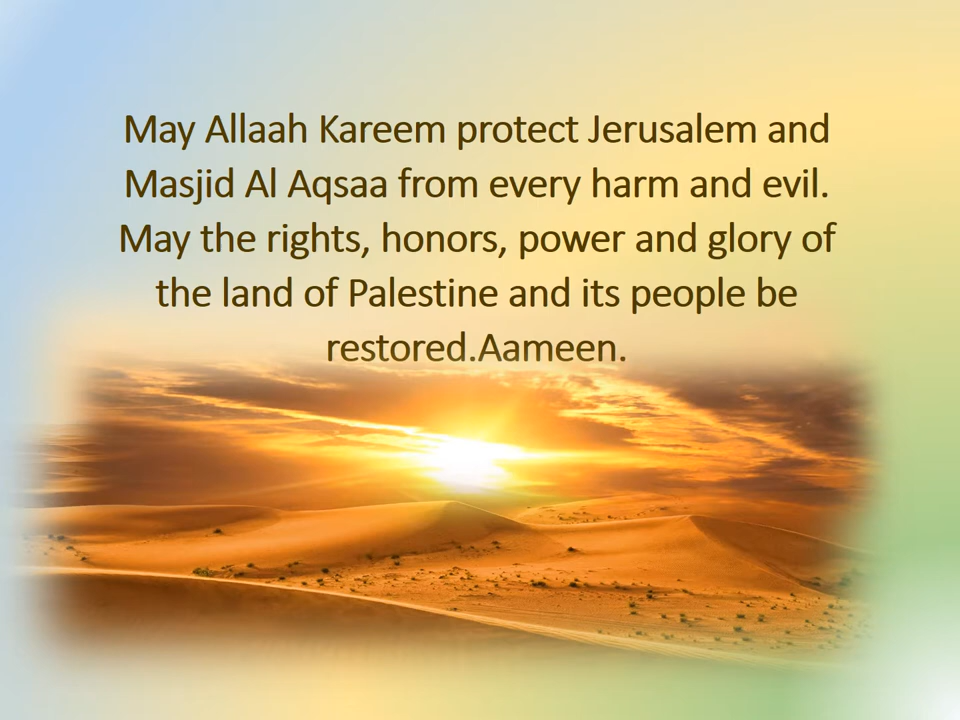 May Allaah Kareem protect Jerusalem and
Masjid Al Aqsaa from every harm and evil.
May the rights, honors, power and glory of
the land of Palestine and its people be
restored.Aameen.